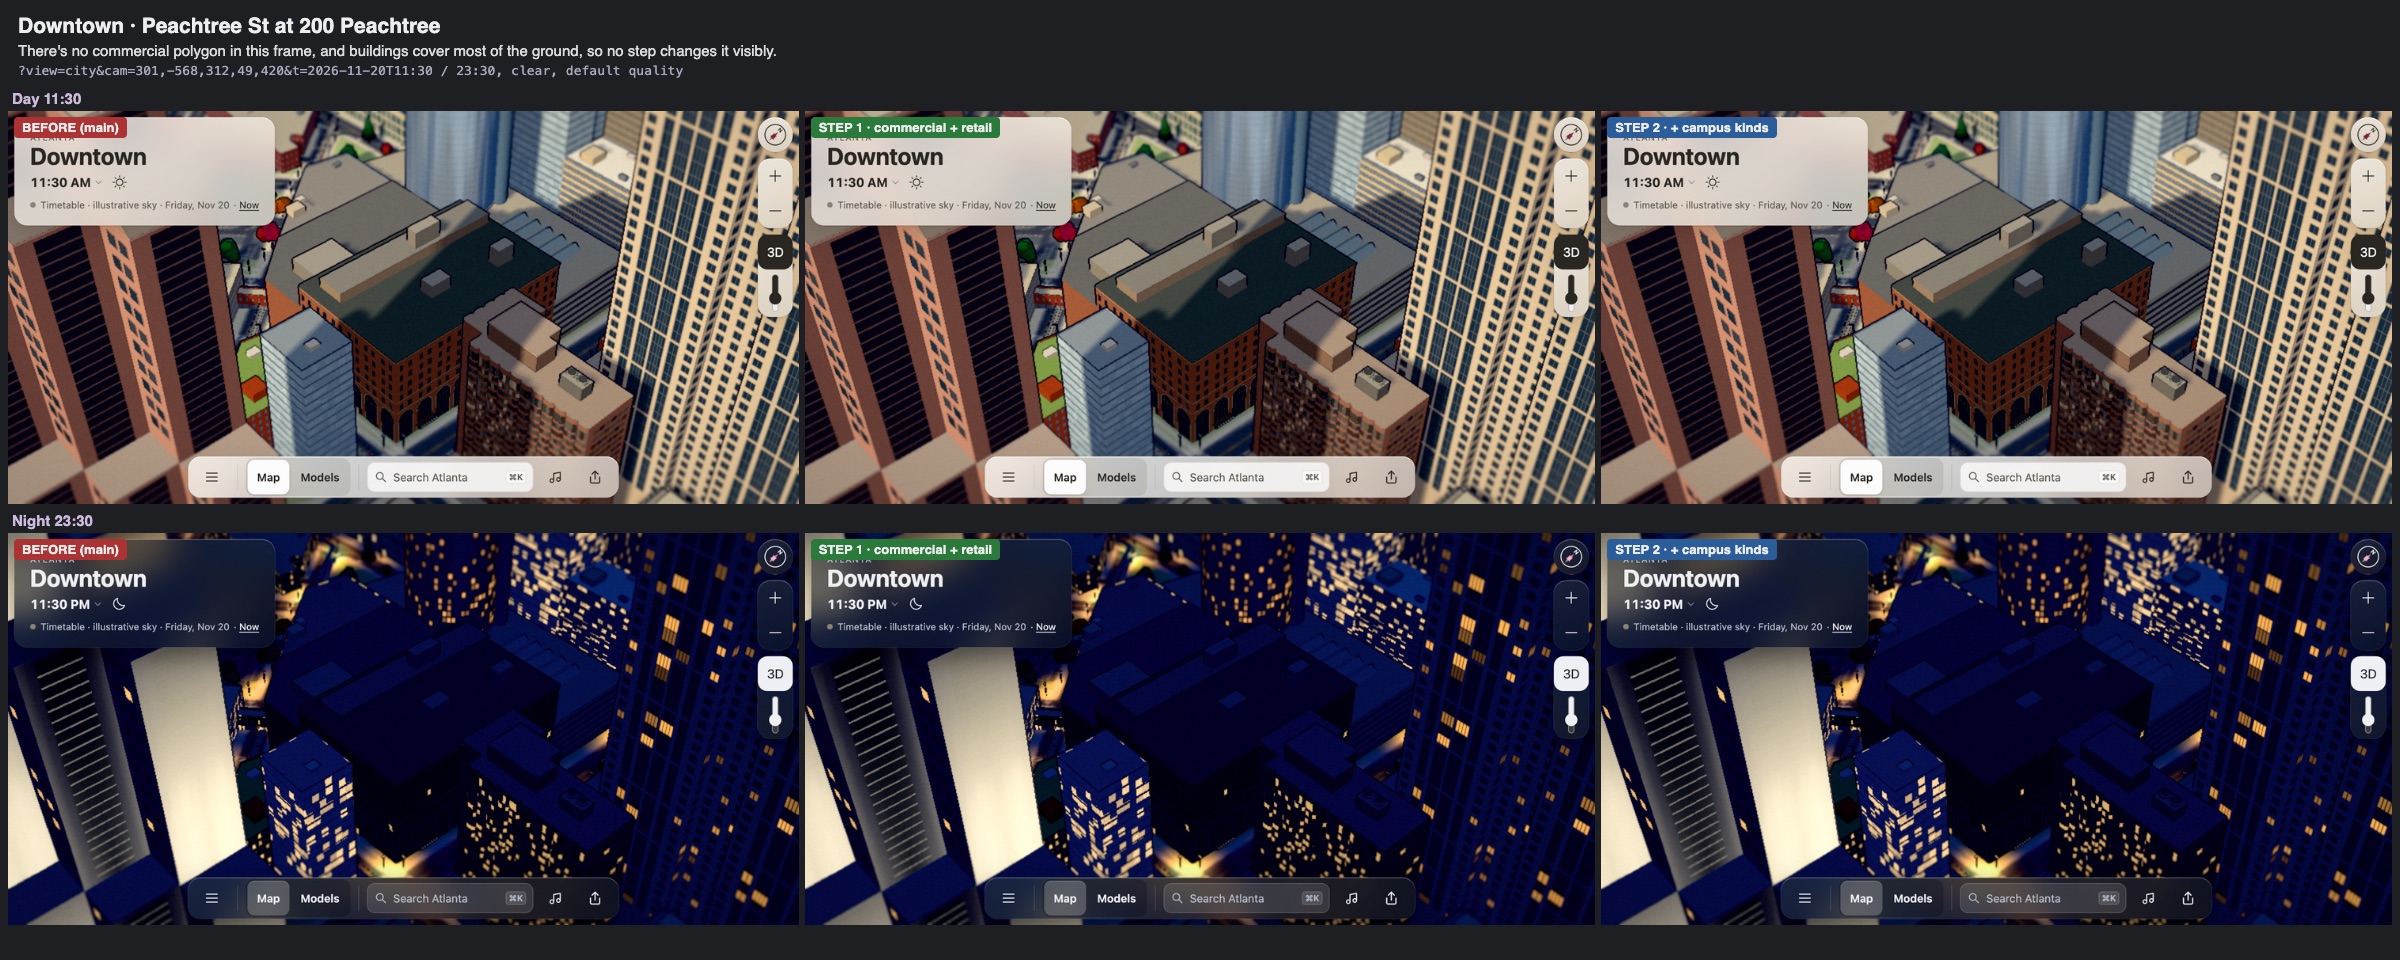 Downtown · Peachtree St at 200 Peachtree
There's no commercial polygon in this frame, and buildings cover most of the ground, so no step changes it visibly.
?view=city&cam=301,-568,312,49,420&t=2026-11-20T11:30 / 23:30, clear, default quality
Day 11:30
BEFORE (main)
Downtown
11:30 AM
Timetable · illustrative sky · Friday, Nov 20 · Now
+
−
3D
Map Models Search Atlanta ⌘K
STEP 1 · commercial + retail
Downtown
11:30 AM
Timetable · illustrative sky · Friday, Nov 20 · Now
+
−
3D
Map Models Search Atlanta ⌘K
STEP 2 · + campus kinds
Downtown
11:30 AM
Timetable · illustrative sky · Friday, Nov 20 · Now
+
−
3D
Map Models Search Atlanta ⌘K
Night 23:30
BEFORE (main)
Downtown
11:30 PM
Timetable · illustrative sky · Friday, Nov 20 · Now
+
−
3D
Map Models Search Atlanta ⌘K
STEP 1 · commercial + retail
Downtown
11:30 PM
Timetable · illustrative sky · Friday, Nov 20 · Now
+
−
3D
Map Models Search Atlanta ⌘K
STEP 2 · + campus kinds
Downtown
11:30 PM
Timetable · illustrative sky · Friday, Nov 20 · Now
+
−
3D
Map Models Search Atlanta ⌘K